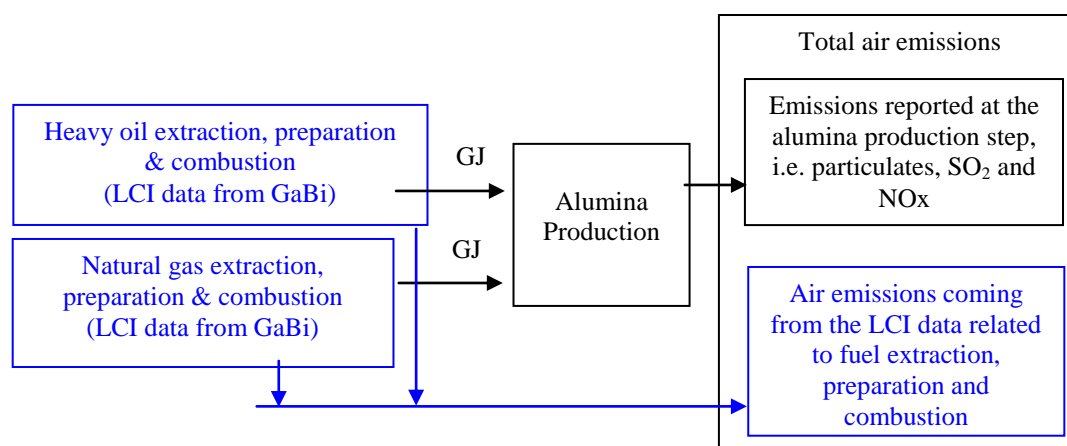 Total air emissions
Heavy oil extraction, preparation
& combustion
(LCI data from GaBi)
GJ
Natural gas extraction,
preparation & combustion
(LCI data from GaBi)
GJ
Alumina
Production
Emissions reported at the
alumina production step,
i.e. particulates, SO₂ and
NOx
Air emissions coming
from the LCI data related
to fuel extraction,
preparation and
combustion